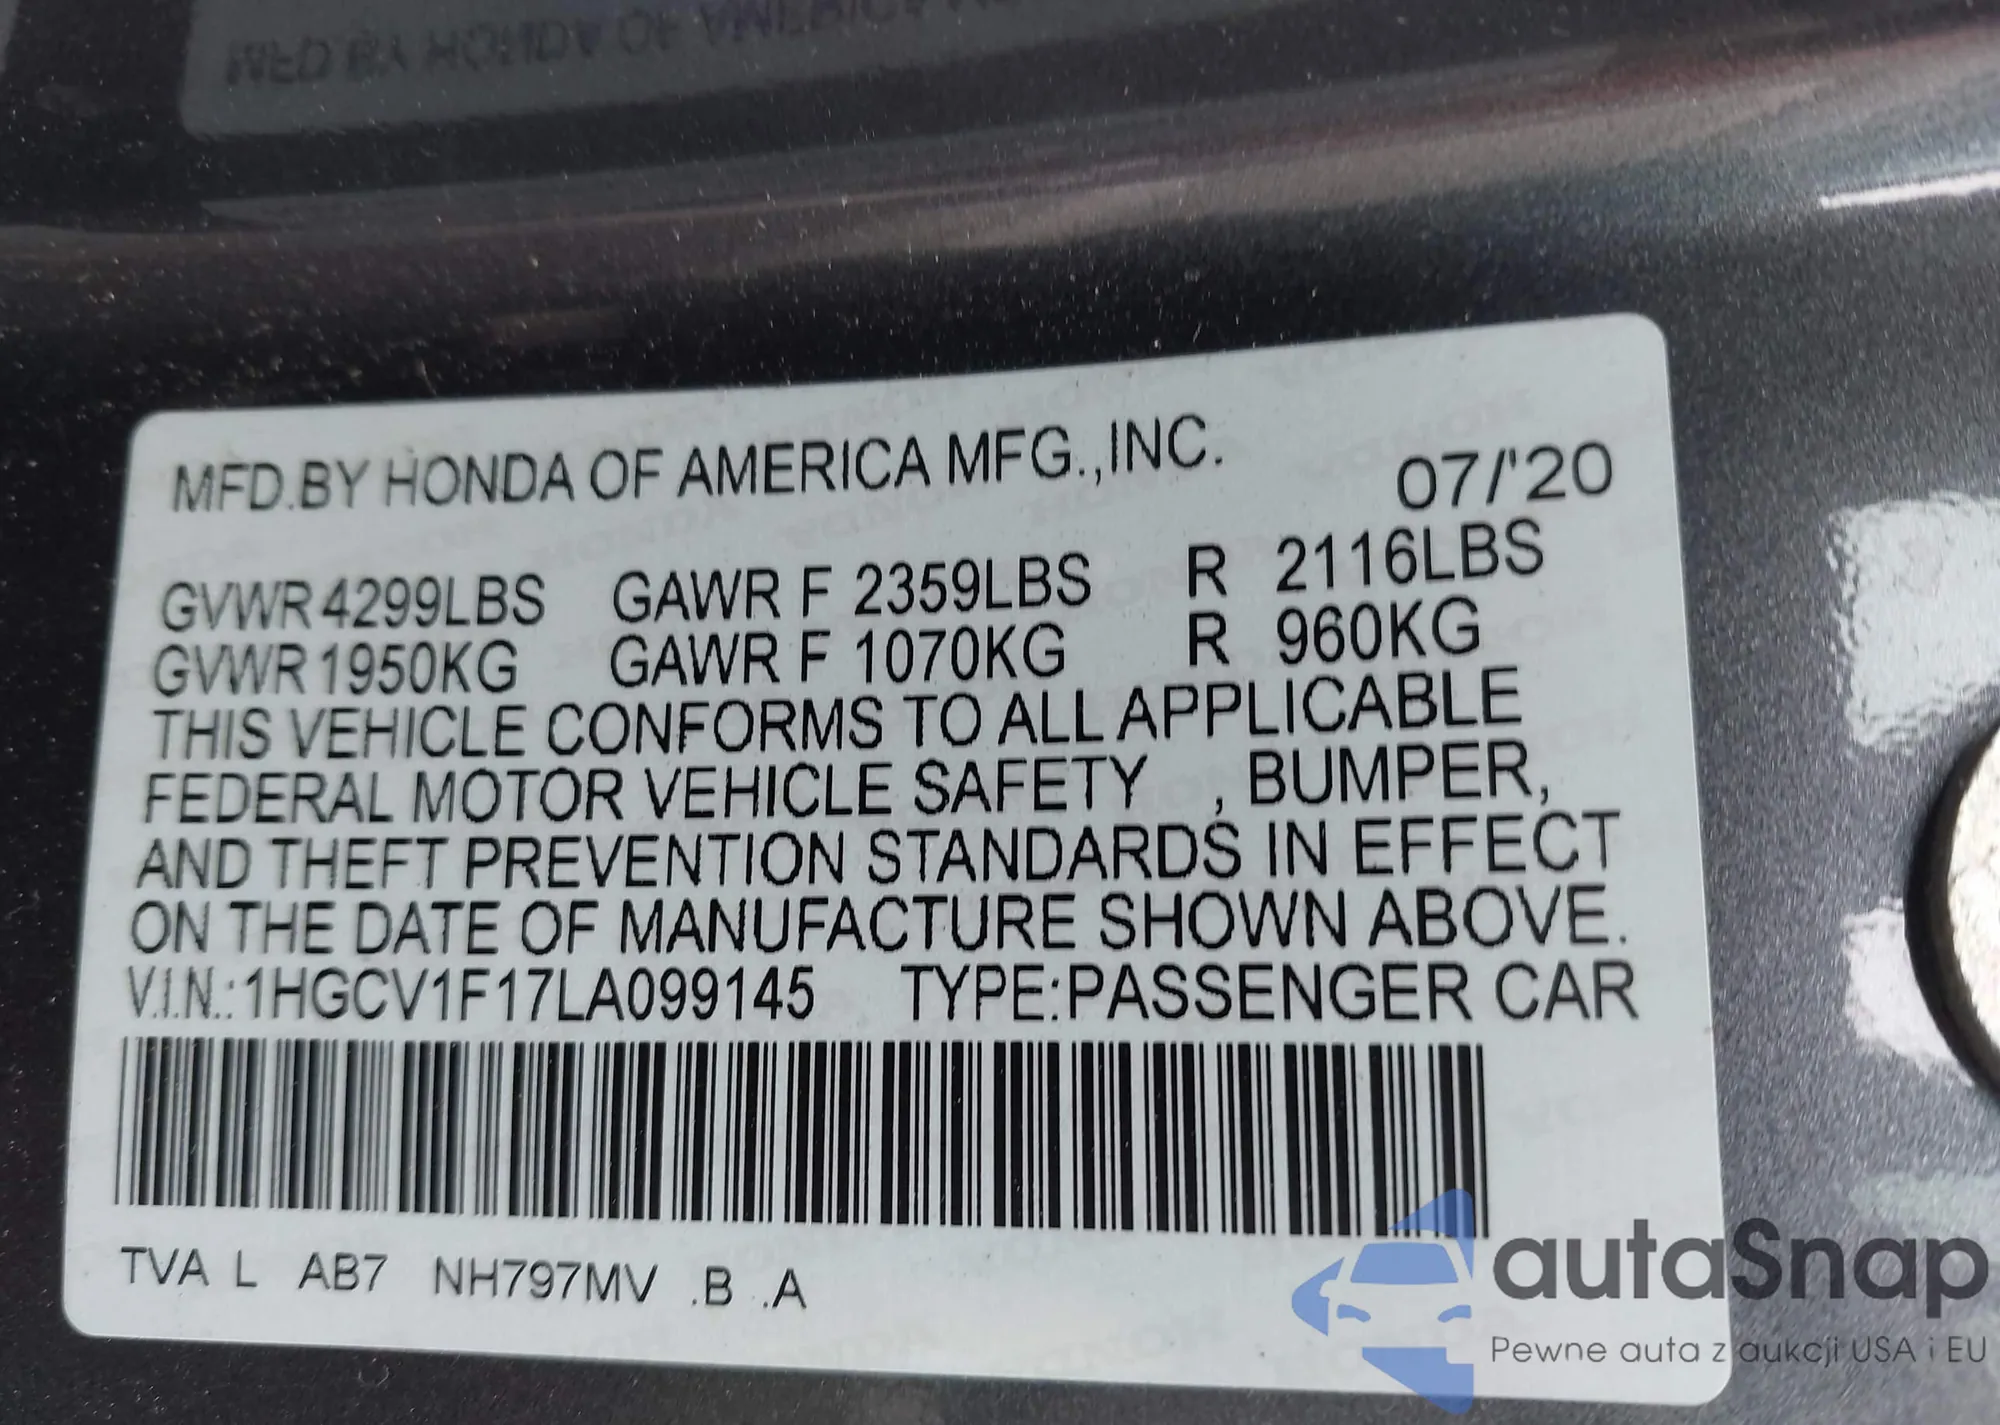 MFD.BY HONDA OF AMERICA MFG.,INC. 07/'20
GVWR 4299LBS GAWR F 2359LBS R 2116LBS
GVWR 1950KG GAWR F 1070KG R 960KG
THIS VEHICLE CONFORMS TO ALL APPLICABLE
FEDERAL MOTOR VEHICLE SAFETY , BUMPER,
AND THEFT PREVENTION STANDARDS IN EFFECT
ON THE DATE OF MANUFACTURE SHOWN ABOVE.
V.I.N.:1HGCV1F17LA099145 TYPE:PASSENGER CAR
TVA L AB7 NH797MV .B .A
autaSnap
Pewne auta z aukcji USA i EU